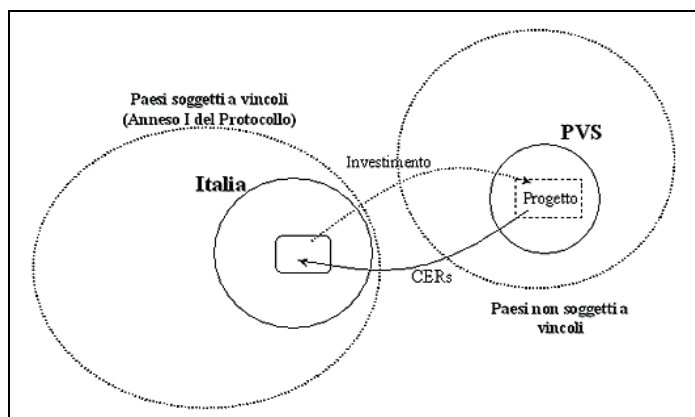 Paesi soggetti a vincoli
(Anneso I del Protocollo)
PVS
Investimento
Italia
Progetto
CERs
Paesi non soggetti a
vincoli